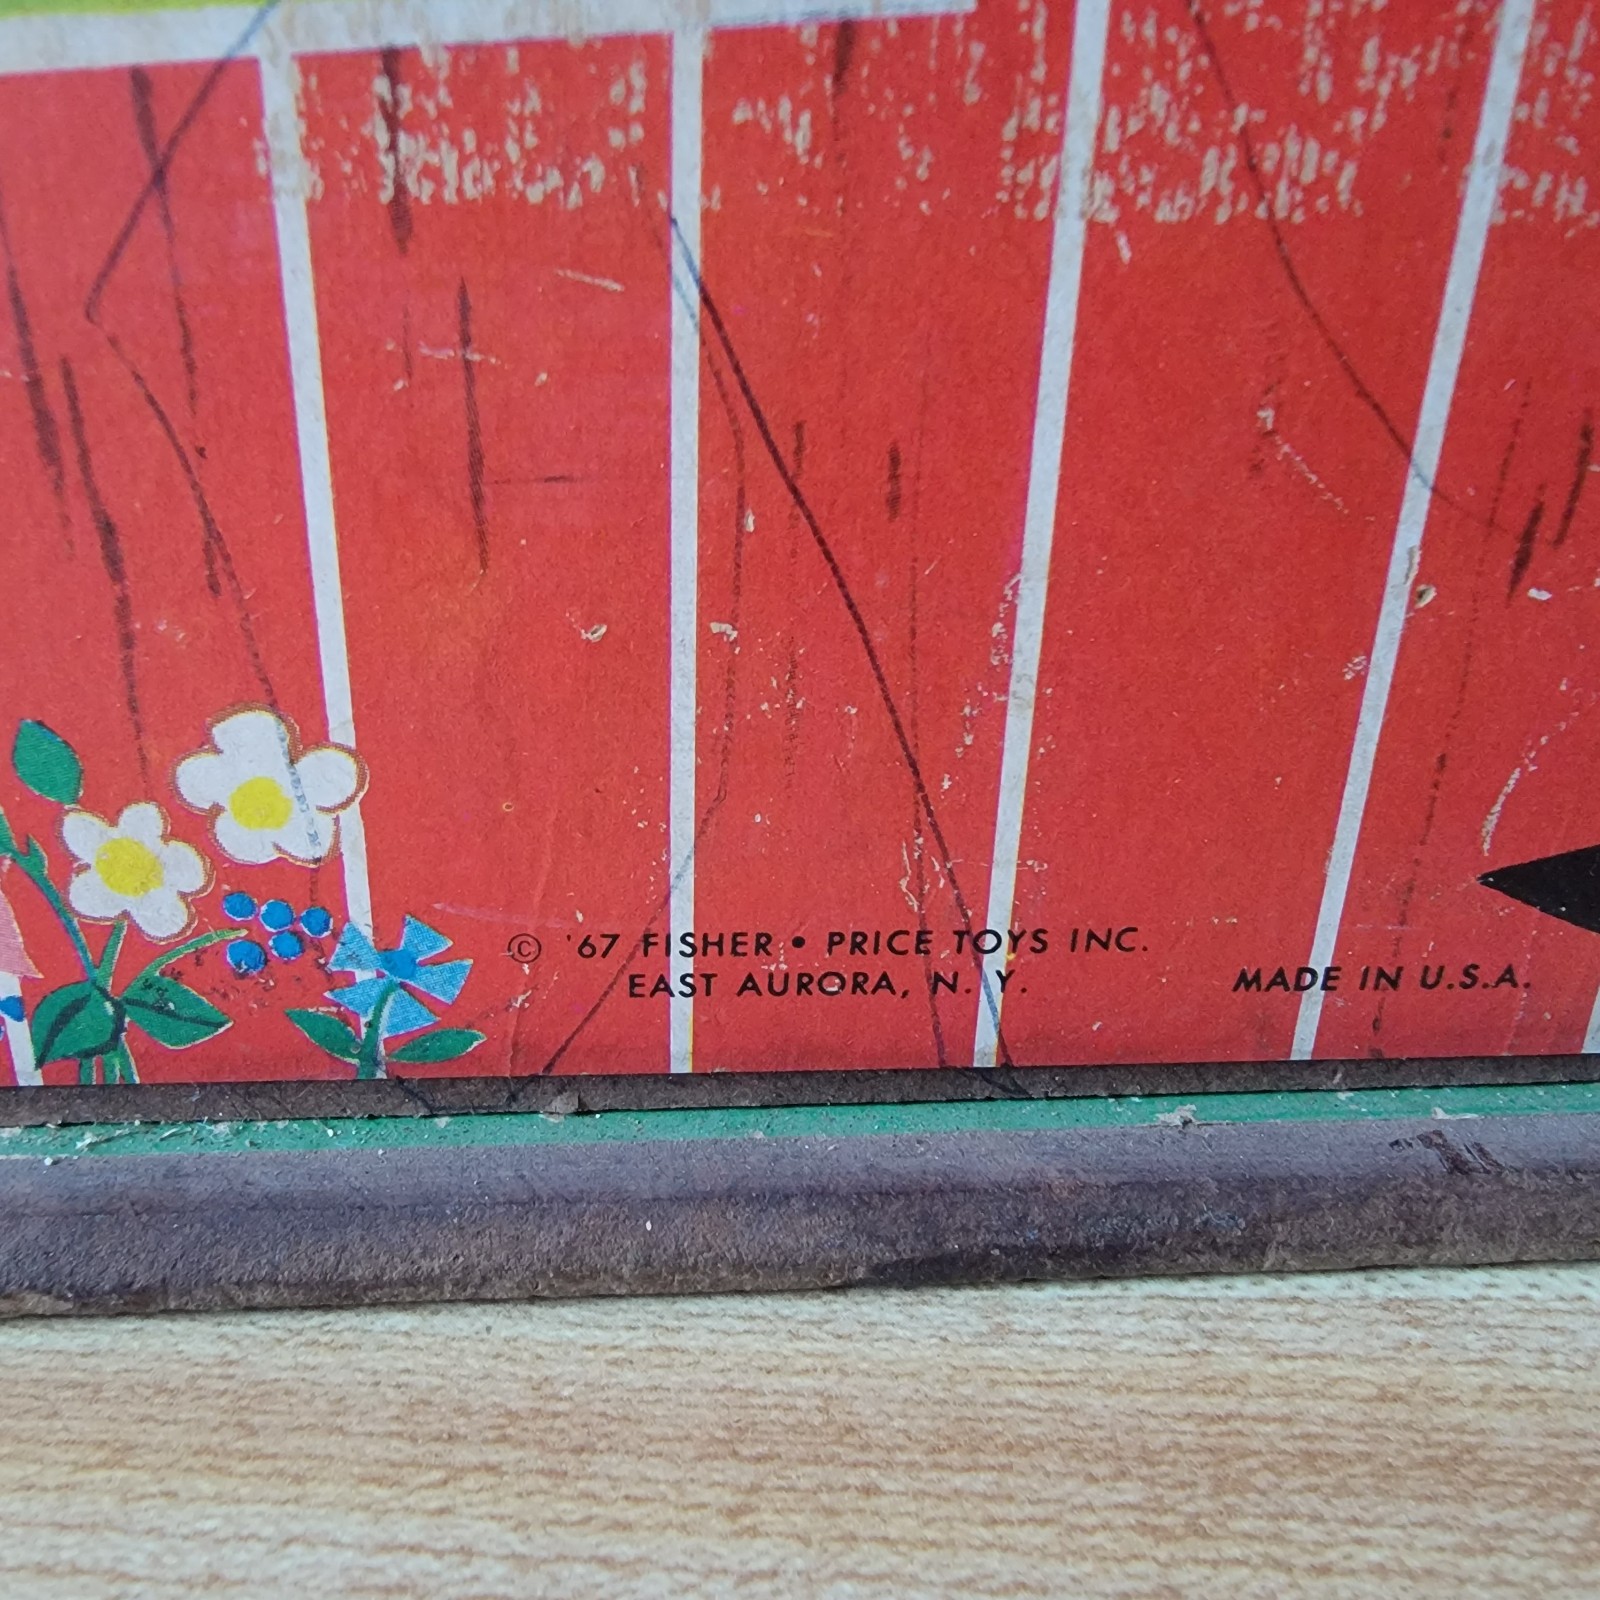 © '67 FISHER • PRICE TOYS INC.
EAST AURORA, N. Y.
MADE IN U.S.A.